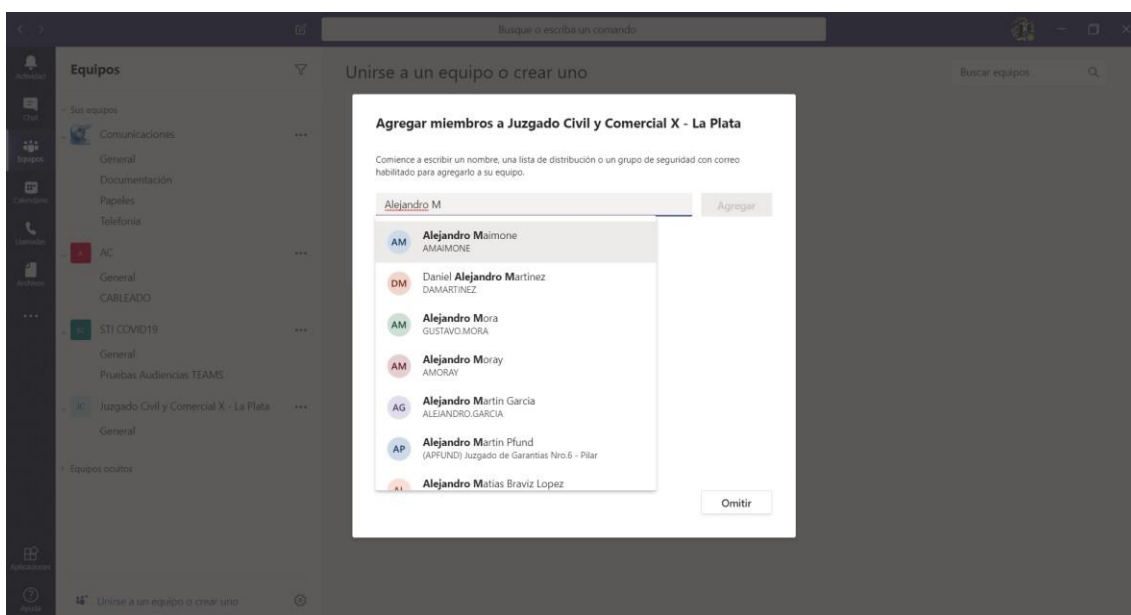 Busque o escriba un comando
Actividad
Chat
Equipos
Calendario
Llamadas
Archivos
Aplicaciones
Ayuda
Equipos
Sus equipos
Comunicaciones
General
Documentación
Papeles
Telefonia
A
AC
General
CABLEADO
SC
STI COVID19
General
Pruebas Audiencias TEAMS
JC
Juzgado Civil y Comercial X - La Plata
General
Equipos ocultos
Unirse a un equipo o crear uno
Unirse a un equipo o crear uno
Buscar equipos
Agregar miembros a Juzgado Civil y Comercial X - La Plata
Comience a escribir un nombre, una lista de distribución o un grupo de seguridad con correo
habilitado para agregarlo a su equipo.
Alejandro M
Agregar
AM
Alejandro Maimone
AMAIMONE
DM
Daniel Alejandro Martinez
DAMARTINEZ
AM
Alejandro Mora
GUSTAVO.MORA
AM
Alejandro Moray
AMORAY
AG
Alejandro Martin Garcia
ALEJANDRO.GARCIA
AP
Alejandro Martin Pfund
(APFUND) Juzgado de Garantias Nro.6 - Pilar
Alejandro Matias Braviz Lopez
Omitir